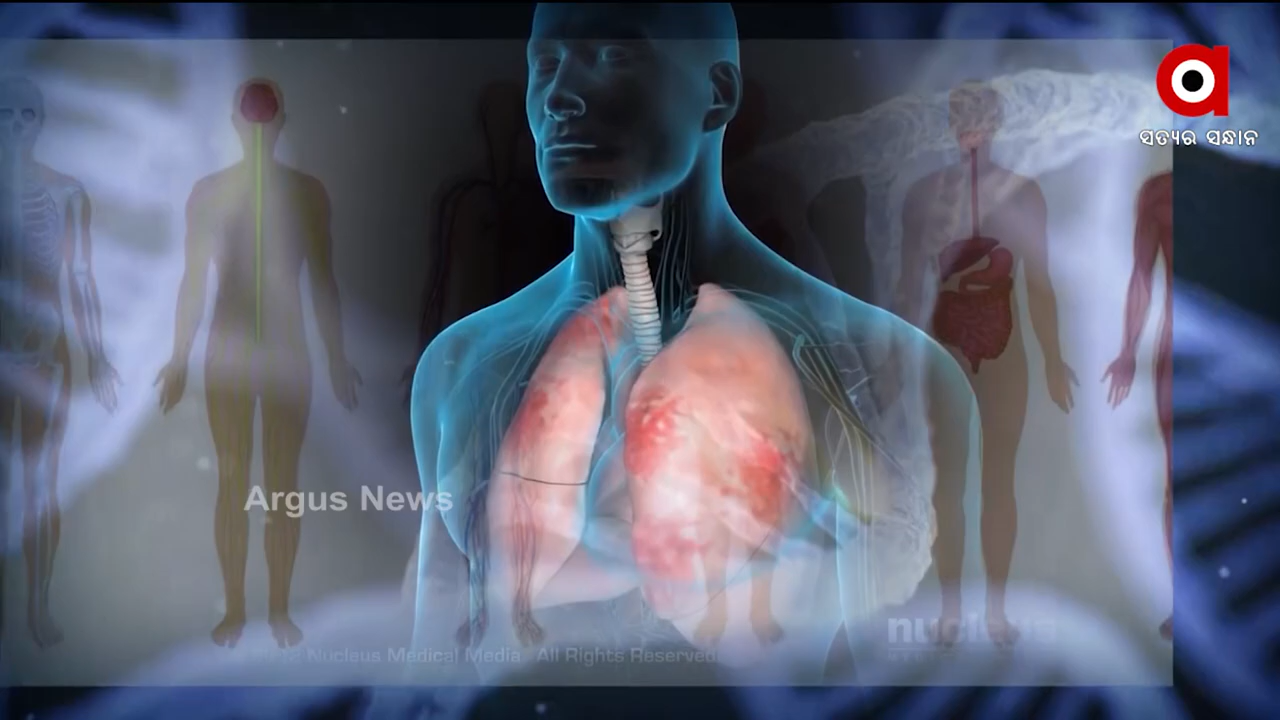 ସତ୍ୟର ସନ୍ଧାନ
Argus News
nucleus
Nucleus Medical Media. All Rights Reserved